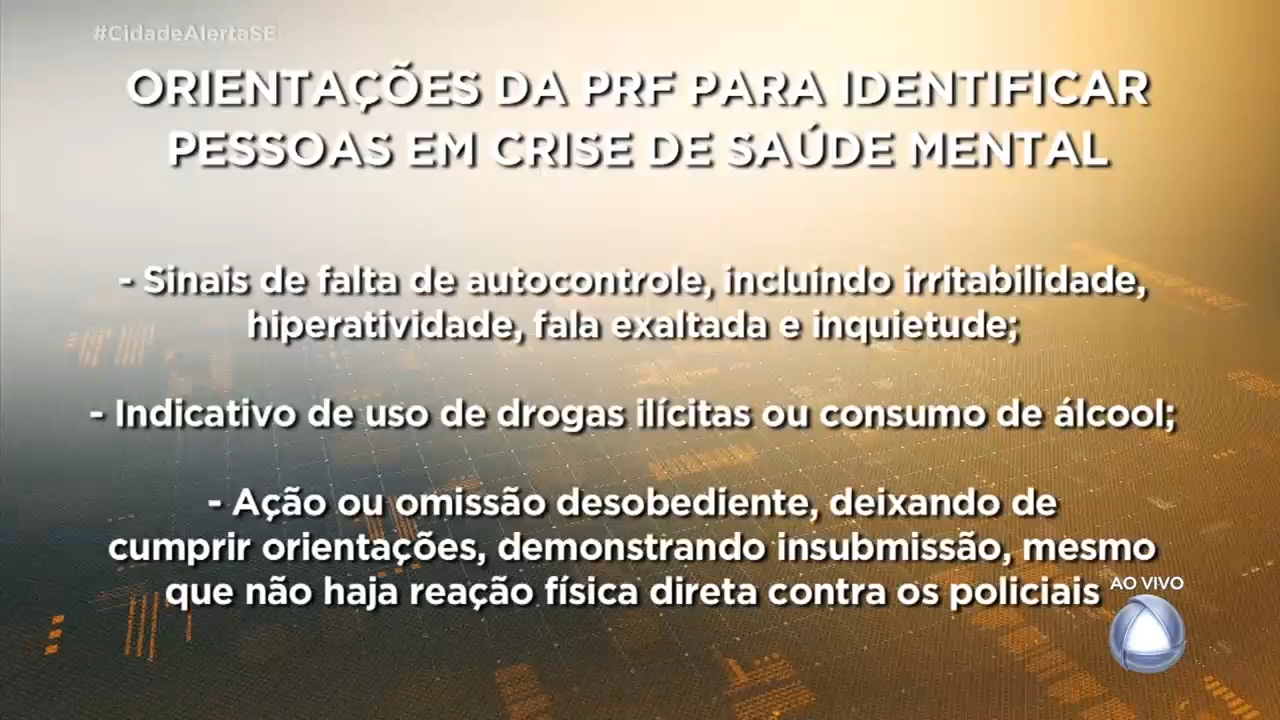 #CidadeAlertaSE
ORIENTAÇÕES DA PRF PARA IDENTIFICAR
PESSOAS EM CRISE DE SAÚDE MENTAL
- Sinais de falta de autocontrole, incluindo irritabilidade,
hiperatividade, fala exaltada e inquietude;
- Indicativo de uso de drogas ilícitas ou consumo de álcool;
- Ação ou omissão desobediente, deixando de
cumprir orientações, demonstrando insubmissão, mesmo
que não haja reação física direta contra os policiais
AO VIVO